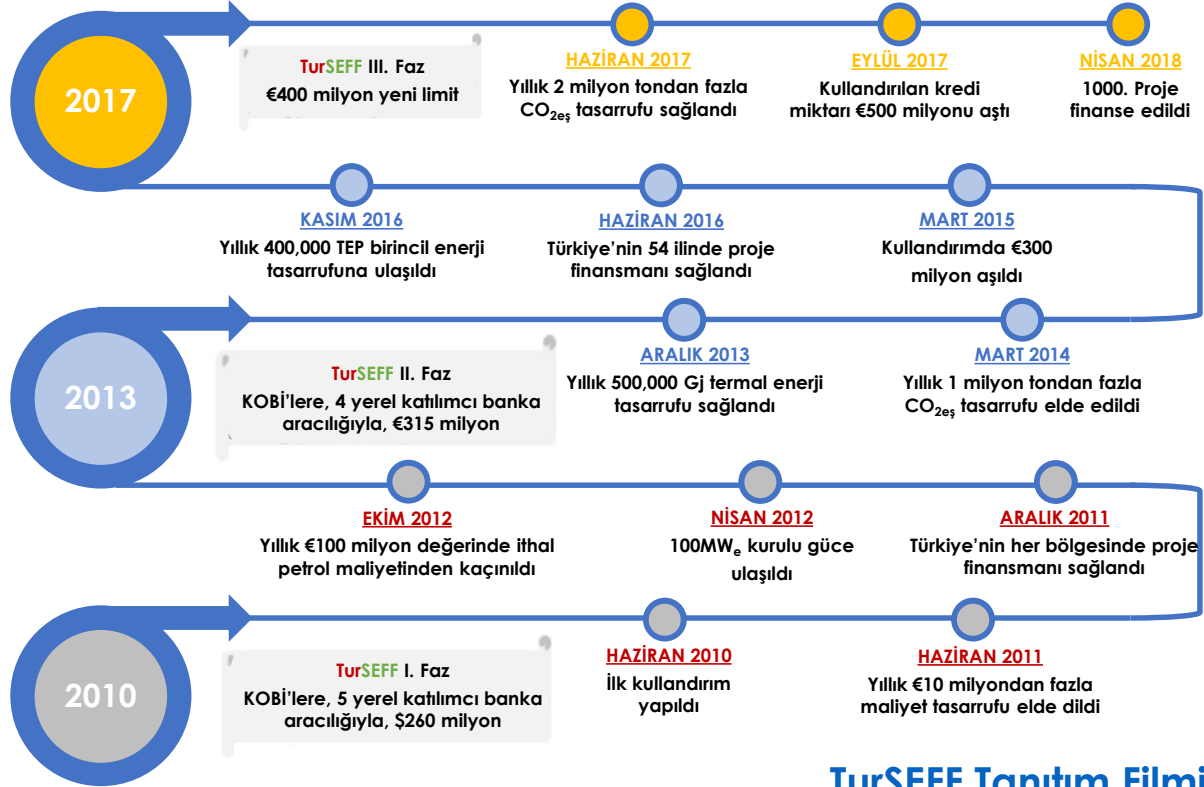 2017
TurSEFF III. Faz
€400 milyon yeni limit
HAZİRAN 2017
Yıllık 2 milyon tondan fazla
CO2eş tasarrufu sağlandı
EYLÜL 2017
Kullandırılan kredi
miktarı €500 milyonu aştı
NİSAN 2018
1000. Proje
finanse edildi
KASIM 2016
Yıllık 400,000 TEP birincil enerji
tasarrufuna ulaşıldı
HAZİRAN 2016
Türkiye’nin 54 ilinde proje
finansmanı sağlandı
MART 2015
Kullandırımda €300
milyon aşıldı
2013
TurSEFF II. Faz
KOBİ’lere, 4 yerel katılımcı banka
aracılığıyla, €315 milyon
ARALIK 2013
Yıllık 500,000 Gj termal enerji
tasarrufu sağlandı
MART 2014
Yıllık 1 milyon tondan fazla
CO2eş tasarrufu elde edildi
EKİM 2012
Yıllık €100 milyon değerinde ithal
petrol maliyetinden kaçınıldı
NİSAN 2012
100MWe kurulu güce
ulaşıldı
ARALIK 2011
Türkiye’nin her bölgesinde proje
finansmanı sağlandı
2010
TurSEFF I. Faz
KOBİ’lere, 5 yerel katılımcı banka
aracılığıyla, $260 milyon
HAZİRAN 2010
İlk kullandırım
yapıldı
HAZİRAN 2011
Yıllık €10 milyondan fazla
maliyet tasarrufu elde dildi
TurSEFF Tanıtım Filmi